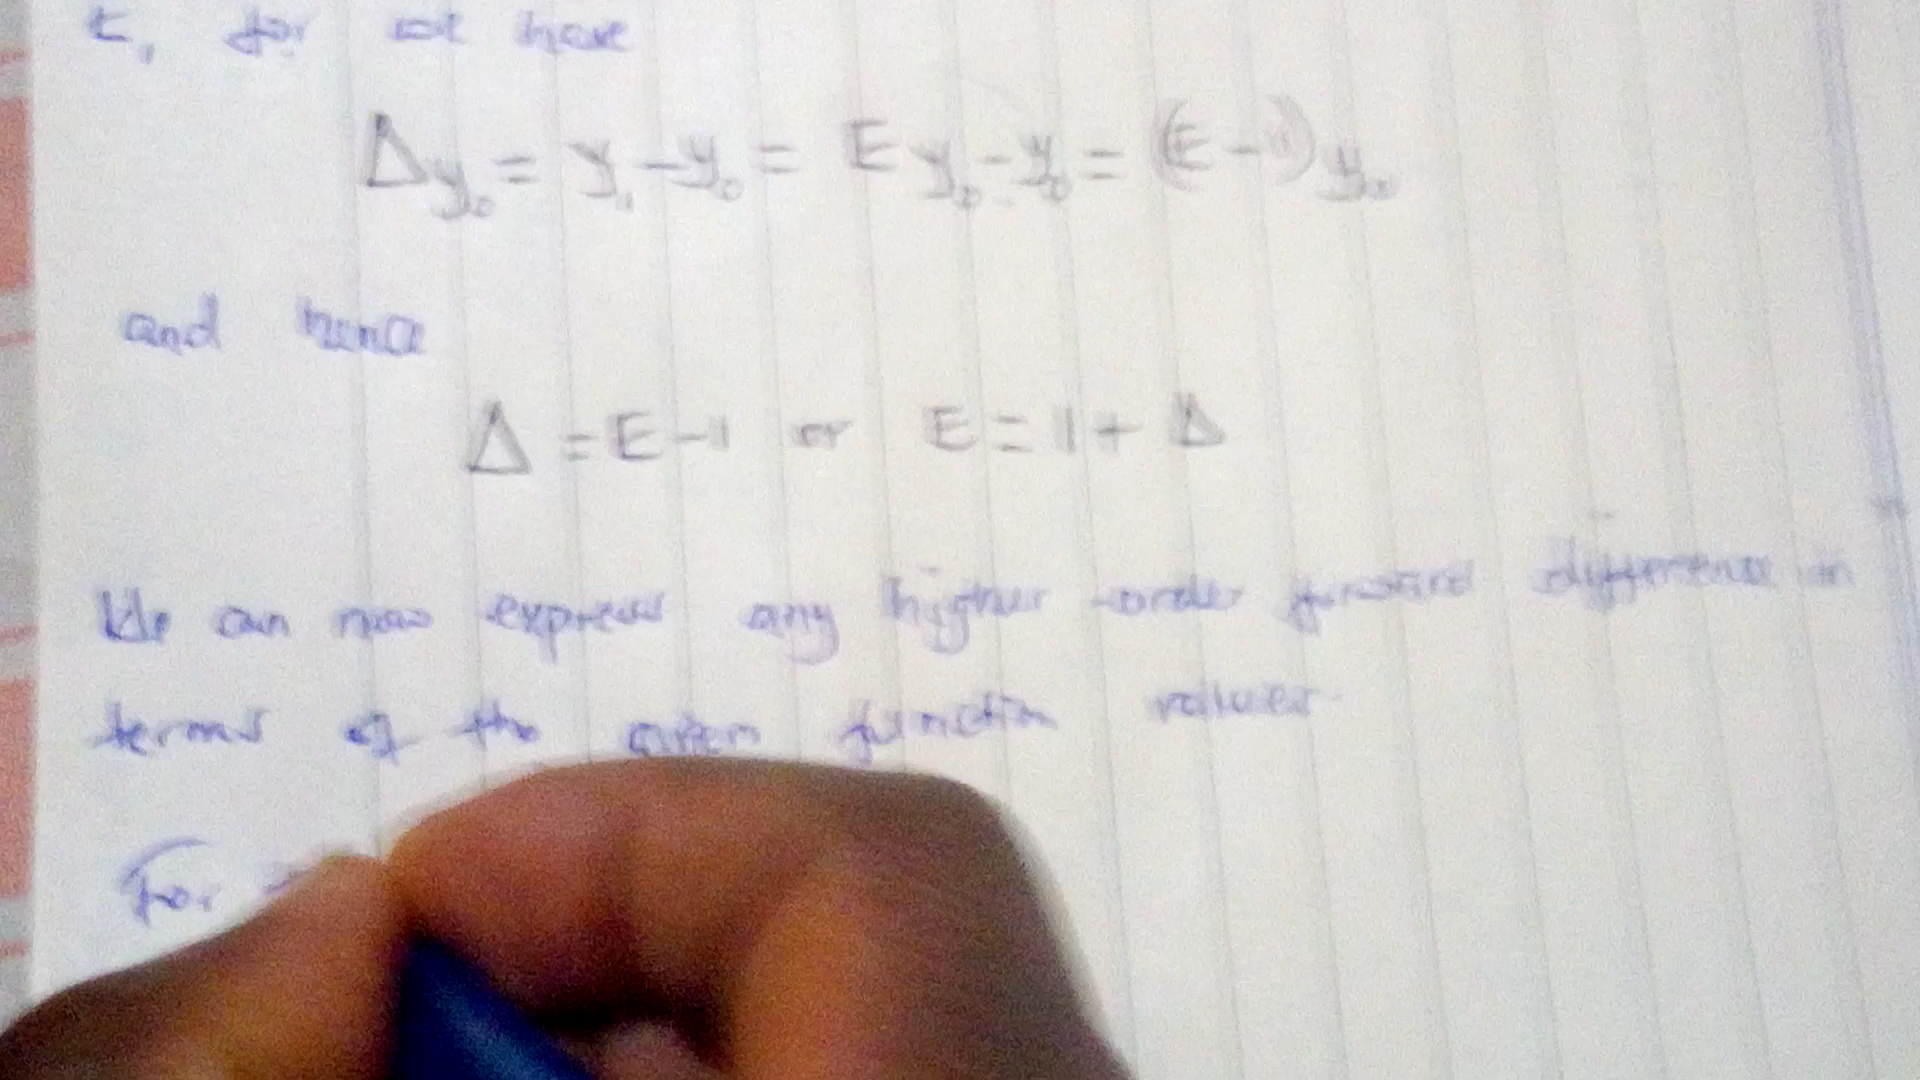 E, for we have
Δy₀ = y₁ - y₀ = E y₀ - y₀ = (E - 1) y₀
and hence
Δ = E - 1 or E = 1 + Δ
We can now express any higher order forward difference in
terms of the given function values.
For